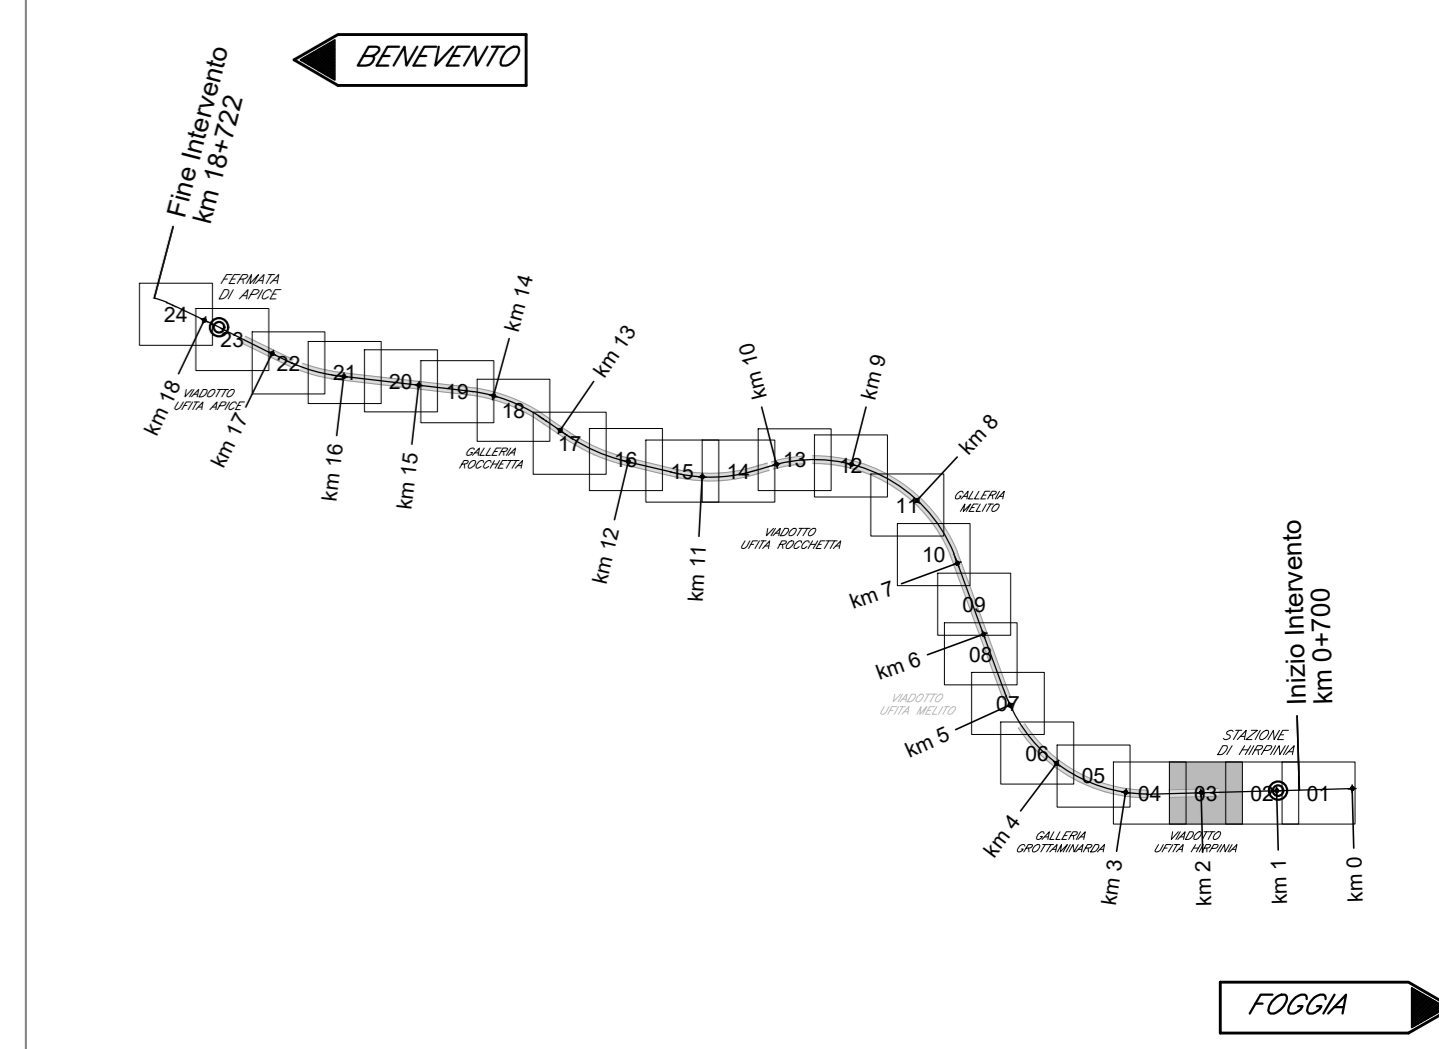 BENEVENTO
Fine Intervento
km 18+722
FERMATA
DI APICE
24
23
22
21
20
19
18
17
16
15
14
13
12
11
10
09
08
07
06
05
04
03
02
01
km 18
VIADOTTO
UFITA APICE
km 17
km 16
km 15
km 14
GALLERIA
ROCCHETTA
km 13
km 12
km 11
VIADOTTO
UFITA ROCCHETTA
km 10
km 9
km 8
GALLERIA
MELITO
km 7
km 6
VIADOTTO
UFITA MELITO
km 5
km 4
GALLERIA
GROTTAMINARDA
km 3
VIADOTTO
UFITA HIRPINIA
km 2
STAZIONE
DI HIRPINIA
km 1
Inizio Intervento
km 0+700
km 0
FOGGIA